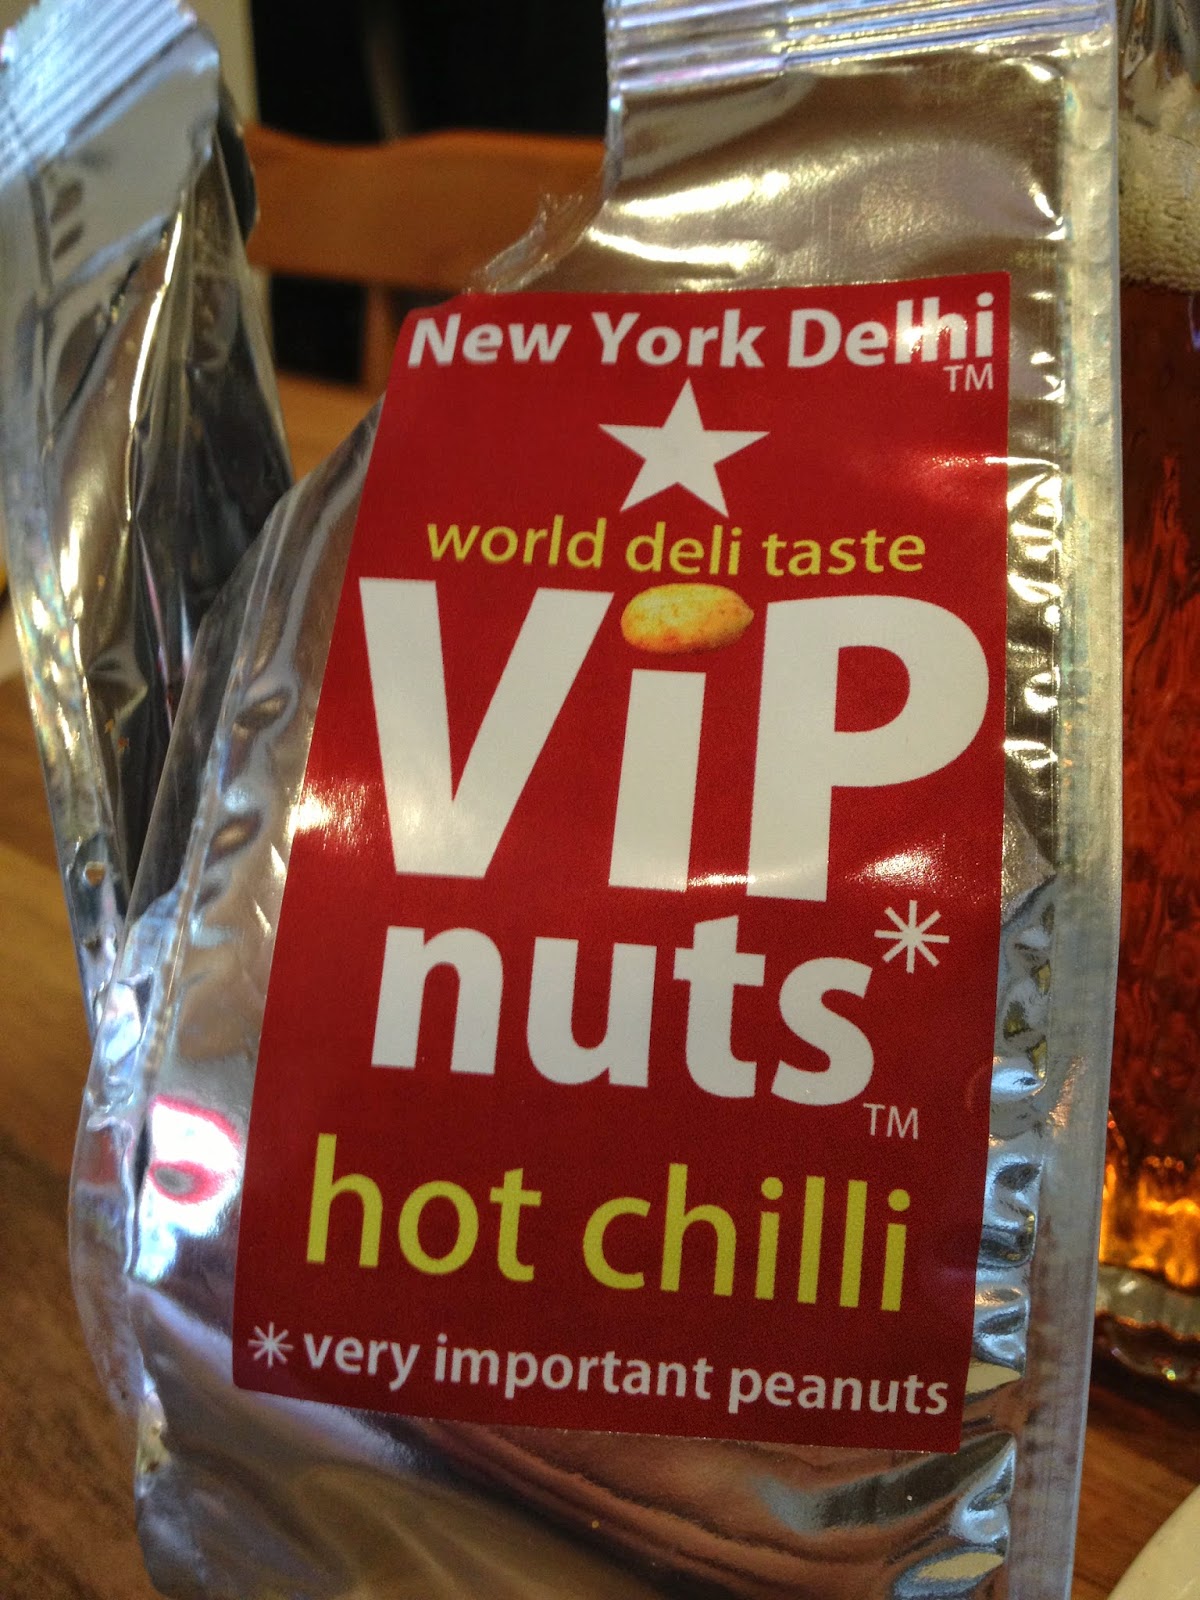 New York Delhi
TM
world deli taste
ViP
nuts*
TM
hot chilli
* very important peanuts